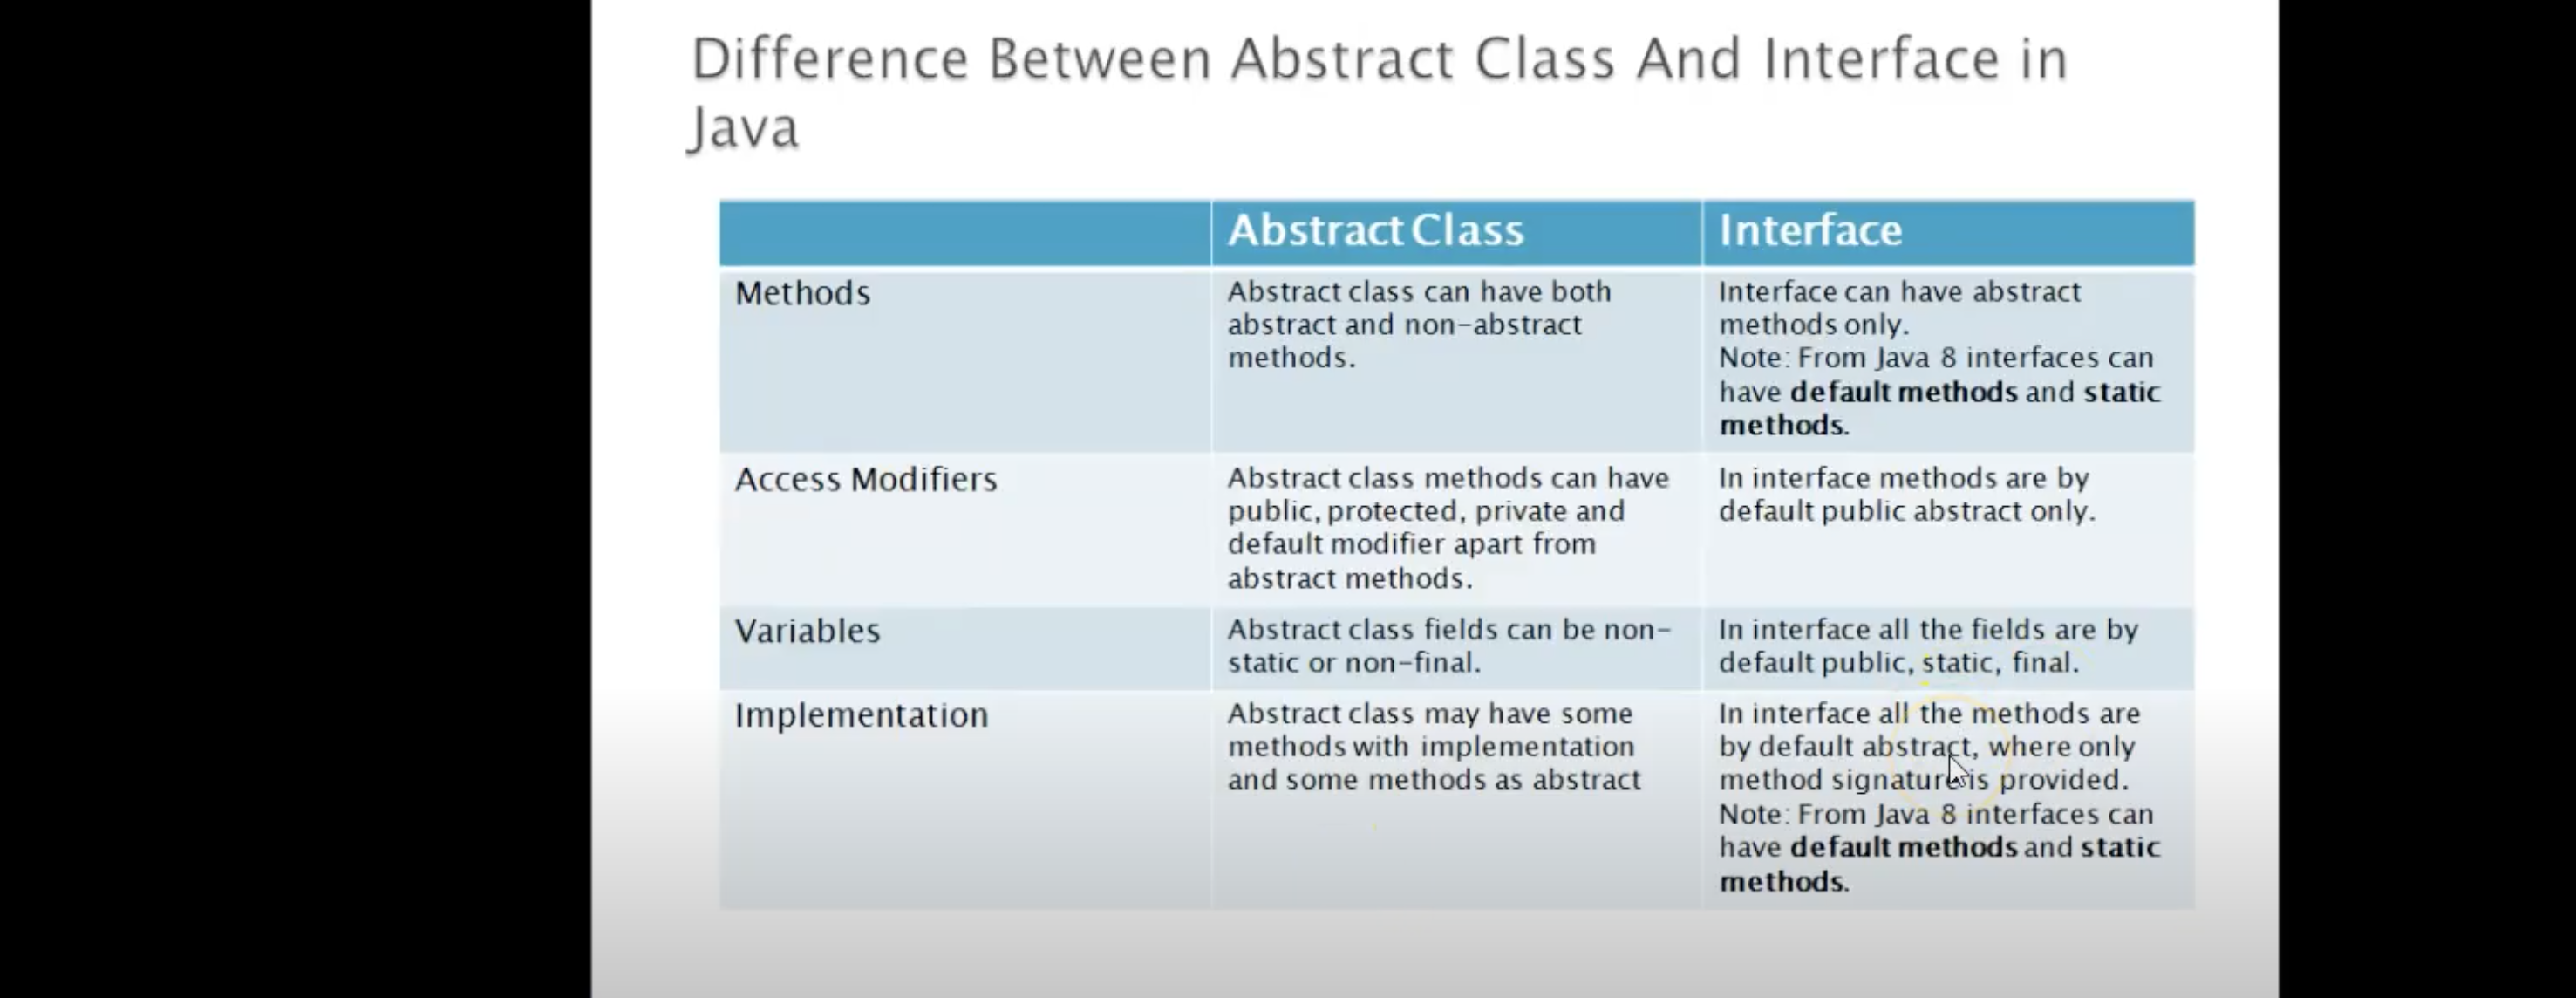 Difference Between Abstract Class And Interface in
Java
Abstract Class
Interface
Methods
Abstract class can have both
abstract and non-abstract
methods.
Interface can have abstract
methods only.
Note: From Java 8 interfaces can
have default methods and static
methods.
Access Modifiers
Abstract class methods can have
public, protected, private and
default modifier apart from
abstract methods.
In interface methods are by
default public abstract only.
Variables
Abstract class fields can be non-
static or non-final.
In interface all the fields are by
default public, static, final.
Implementation
Abstract class may have some
methods with implementation
and some methods as abstract
In interface all the methods are
by default abstract, where only
method signature is provided.
Note: From Java 8 interfaces can
have default methods and static
methods.